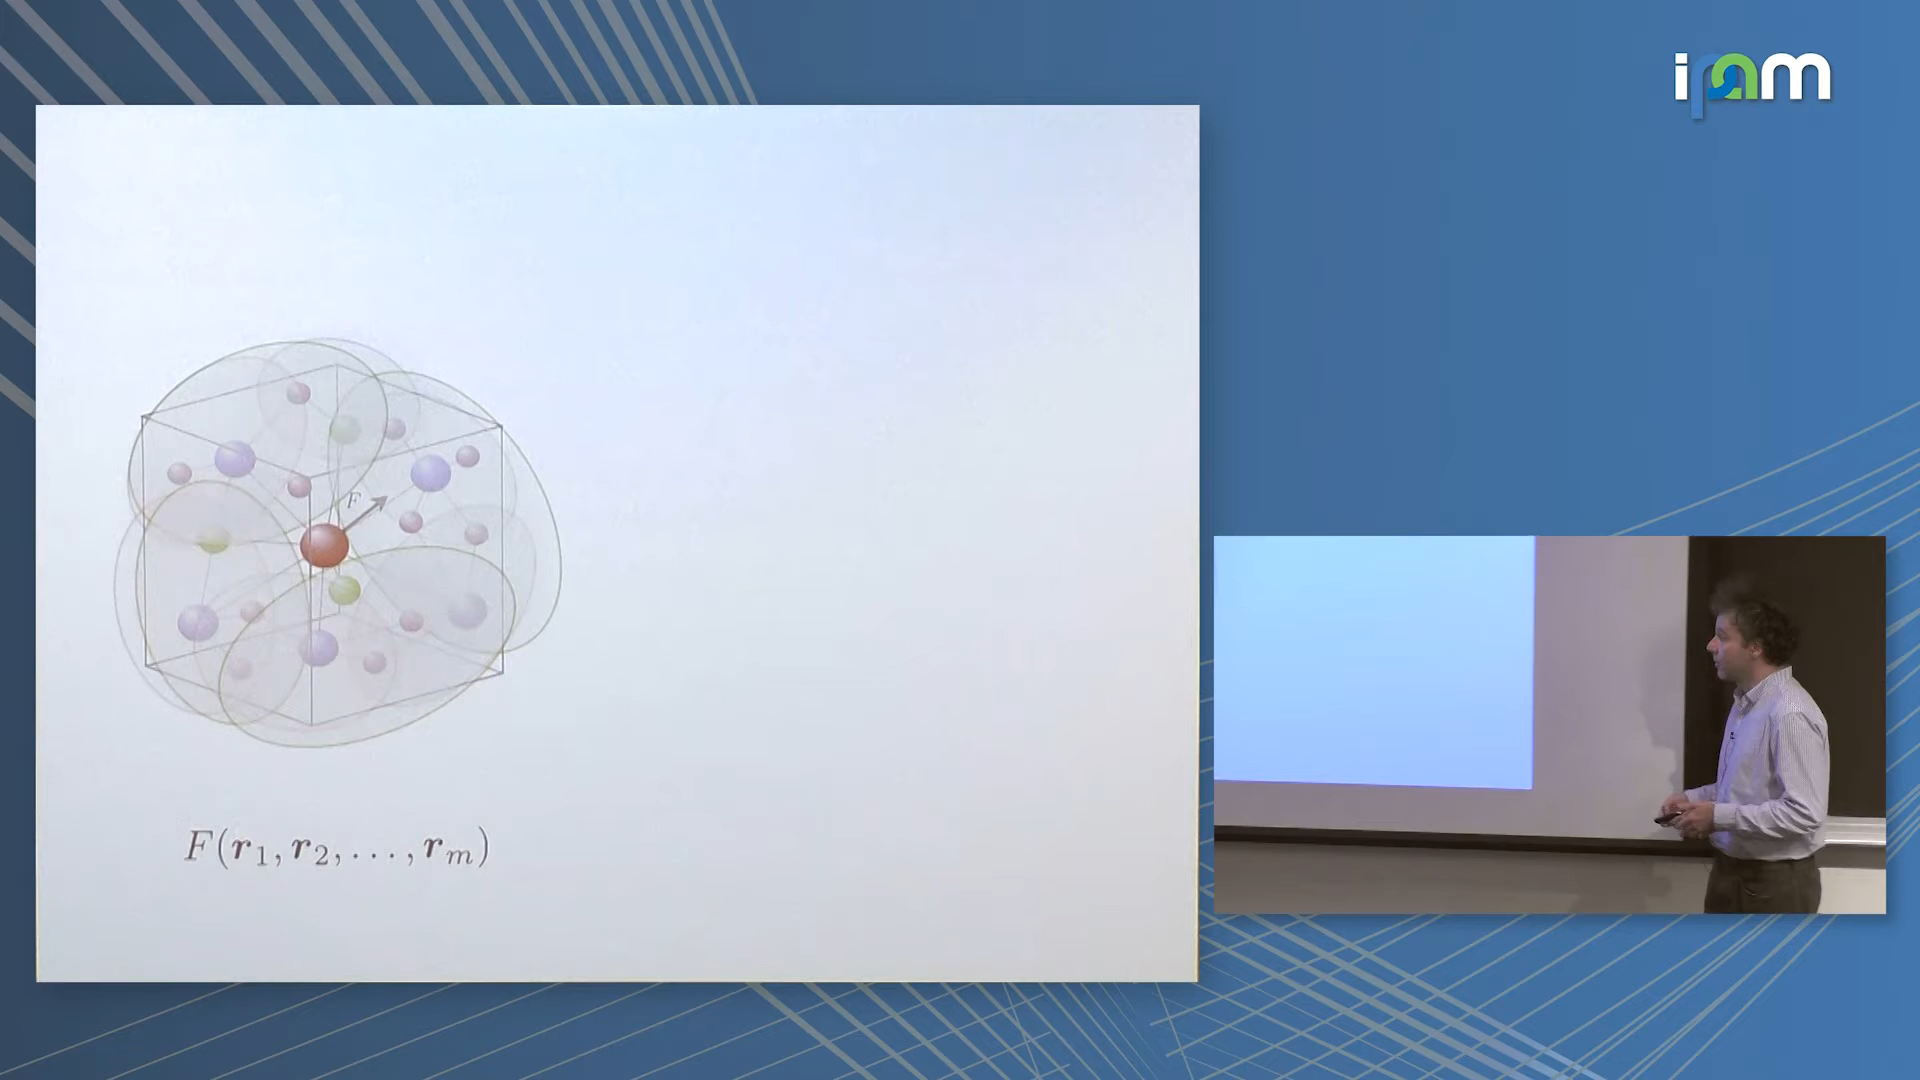 ipam
F
F(r₁, r₂, . . . , rₘ)